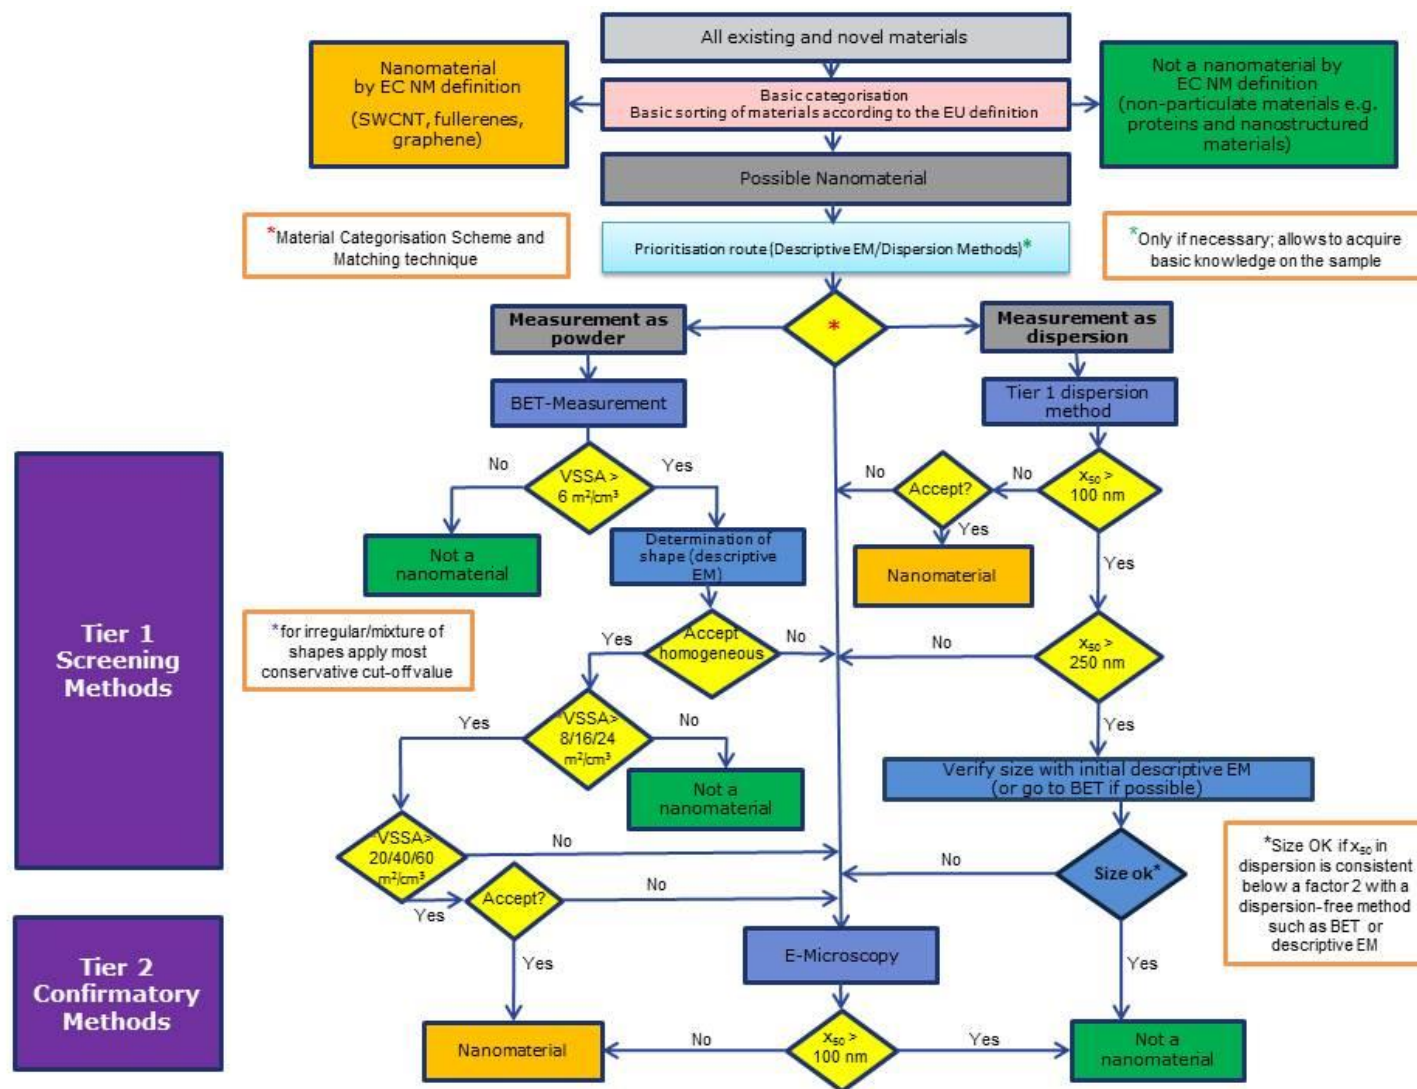 All existing and novel materials
Nanomaterial
by EC NM definition
(SWCNT, fullerenes,
graphene)
Basic categorisation
Basic sorting of materials according to the EU definition
Not a nanomaterial by
EC NM definition
(non-particulate materials e.g.
proteins and nanostructured
materials)
Possible Nanomaterial
*Material Categorisation Scheme and
Matching technique
Prioritisation route (Descriptive EM/Dispersion Methods)*
*Only if necessary; allows to acquire
basic knowledge on the sample
Measurement as
powder
*
Measurement as
dispersion
BET-Measurement
Tier 1 dispersion
method
No
VSSA >
6 m²/cm³
Yes
No
Accept?
No
x₅₀ >
100 nm
Yes
Yes
Not a
nanomaterial
Determination of
shape (descriptive
EM)
Nanomaterial
Tier 1
Screening
Methods
*for irregular/mixture of
shapes apply most
conservative cut-off value
Yes
Accept
homogeneous
No
No
x₅₀ >
250 nm
Yes
Yes
*VSSA>
8/16/24
m²/cm³
No
Not a
nanomaterial
Verify size with initial descriptive EM
(or go to BET if possible)
*VSSA>
20/40/60
m²/cm³
No
No
Size ok*
*Size OK if x₅₀ in
dispersion is consistent
below a factor 2 with a
dispersion-free method
such as BET or
descriptive EM
Yes
Accept?
No
Tier 2
Confirmatory
Methods
Yes
E-Microscopy
Yes
Nanomaterial
No
x₅₀ >
100 nm
Yes
Not a
nanomaterial